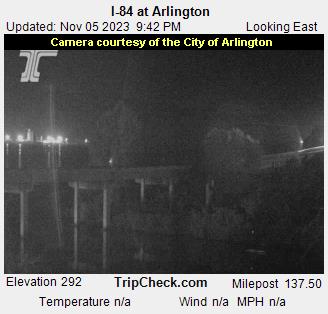 I-84 at Arlington
Updated: Nov 05 2023 9:42 PM Looking East
Camera courtesy of the City of Arlington
Elevation 292 TripCheck.com Milepost 137.50
Temperature n/a Wind n/a MPH n/a